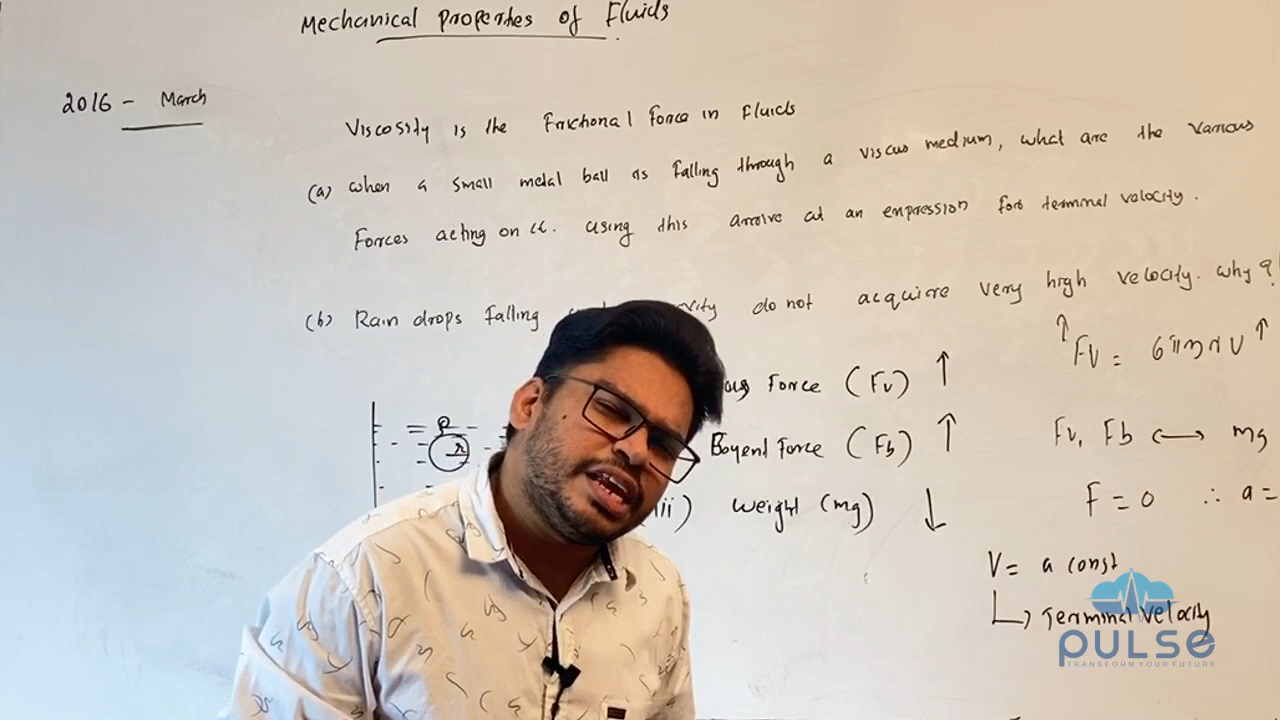 Mechanical Properties of Fluids
2016 - March
Viscosity is the Frictional Force in Fluids
(a) when a small metal ball is falling through a viscus medium, what are the various
Forces acting on it. using this arrive at an expression for terminal velocity.
(b) Rain drops falling do not acquire very high velocity. why?
↑ Fv = 6πηrv ↑
Force (Fv) ↑
Boyent Force (Fb) ↑
Fv, Fb ⟷ mg
r
ii) weight (mg) ↓
F = 0 ∴ a =
V = a const
↳ Terminal velocity
PULSE
TRANSFORM YOUR FUTURE